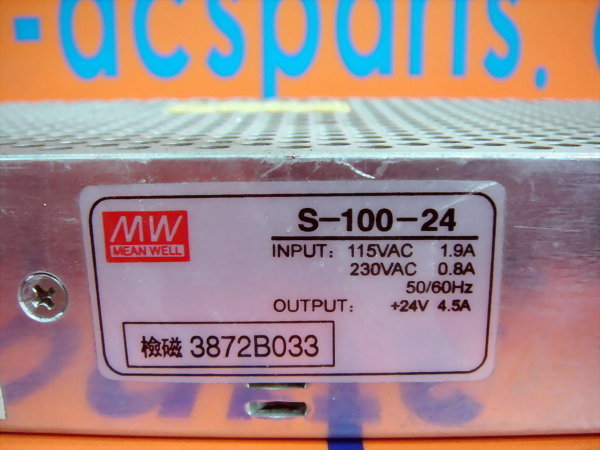 -acsparts.
MW
MEAN WELL
S-100-24
INPUT: 115VAC 1.9A
230VAC 0.8A
50/60Hz
OUTPUT: +24V 4.5A
檢磁 3872B033